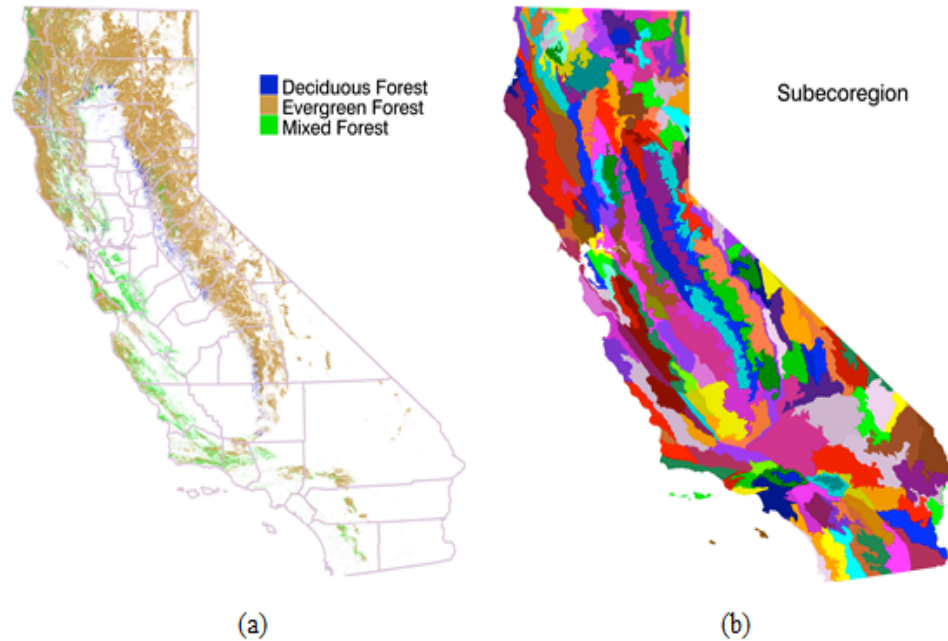 Deciduous Forest
Evergreen Forest
Mixed Forest
Subecoregion
(a)
(b)